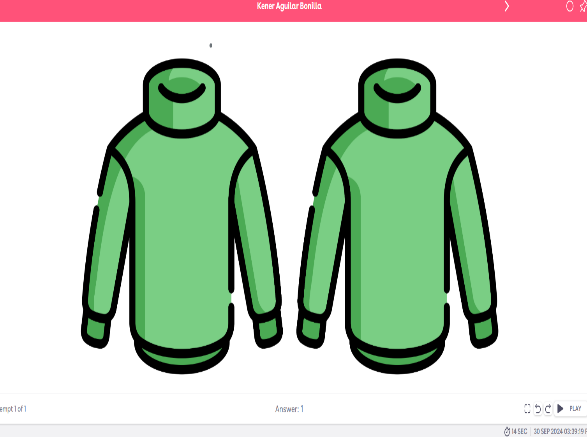 Kener Aguilar Bonilla
empt 1 of 1
Answer: 1
PLAY
14 SEC
30 SEP 2024 03:39:19 P